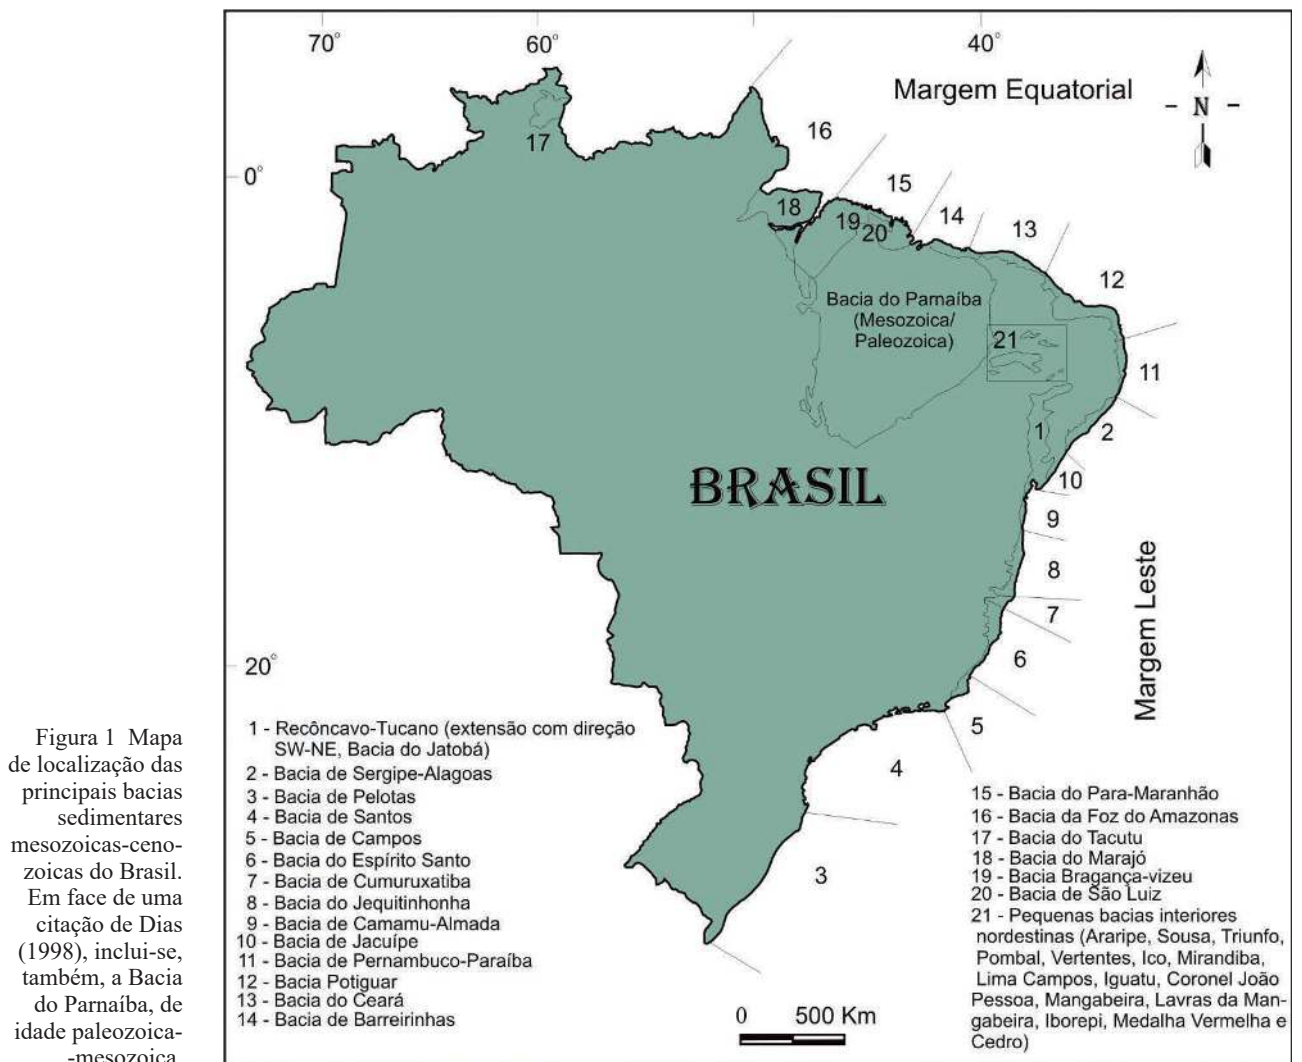 70°
60°
40°
Margem Equatorial
N
16
17
0°
15
18
19
20
14
13
12
Bacia do Parnaíba
(Mesozoica/
Paleozoica)
21
11
1
2
10
BRASIL
9
8
7
Margem Leste
6
20°
5
4
3
1 - Recôncavo-Tucano (extensão com direção
SW-NE, Bacia do Jatobá)
2 - Bacia de Sergipe-Alagoas
3 - Bacia de Pelotas
4 - Bacia de Santos
5 - Bacia de Campos
6 - Bacia do Espírito Santo
7 - Bacia de Cumuruxatiba
8 - Bacia do Jequitinhonha
9 - Bacia de Camamu-Almada
10 - Bacia de Jacuípe
11 - Bacia de Pernambuco-Paraíba
12 - Bacia Potiguar
13 - Bacia do Ceará
14 - Bacia de Barreirinhas
15 - Bacia do Para-Maranhão
16 - Bacia da Foz do Amazonas
17 - Bacia do Tacutu
18 - Bacia do Marajó
19 - Bacia Bragança-vizeu
20 - Bacia de São Luiz
21 - Pequenas bacias interiores
nordestinas (Araripe, Sousa, Triunfo,
Pombal, Vertentes, Ico, Mirandiba,
Lima Campos, Iguatu, Coronel João
Pessoa, Mangabeira, Lavras da Man-
gabeira, Iborepi, Medalha Vermelha e
Cedro)
0 500 Km
Figura 1 Mapa
de localização das
principais bacias
sedimentares
mesozoicas-ceno-
zoicas do Brasil.
Em face de uma
citação de Dias
(1998), inclui-se,
também, a Bacia
do Parnaíba, de
idade paleozoica-
-mesozoica.